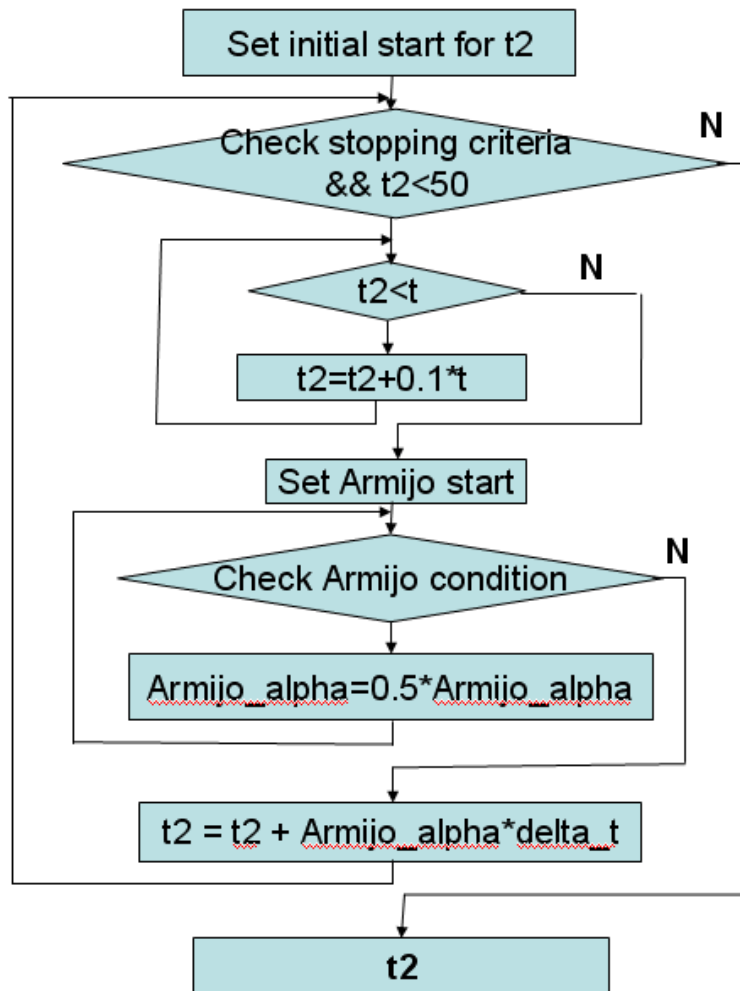 Set initial start for t2
N
Check stopping criteria
&& t2<50
N
t2<t
t2=t2+0.1*t
Set Armijo start
N
Check Armijo condition
Armijo_alpha=0.5*Armijo_alpha
t2 = t2 + Armijo_alpha*delta_t
t2